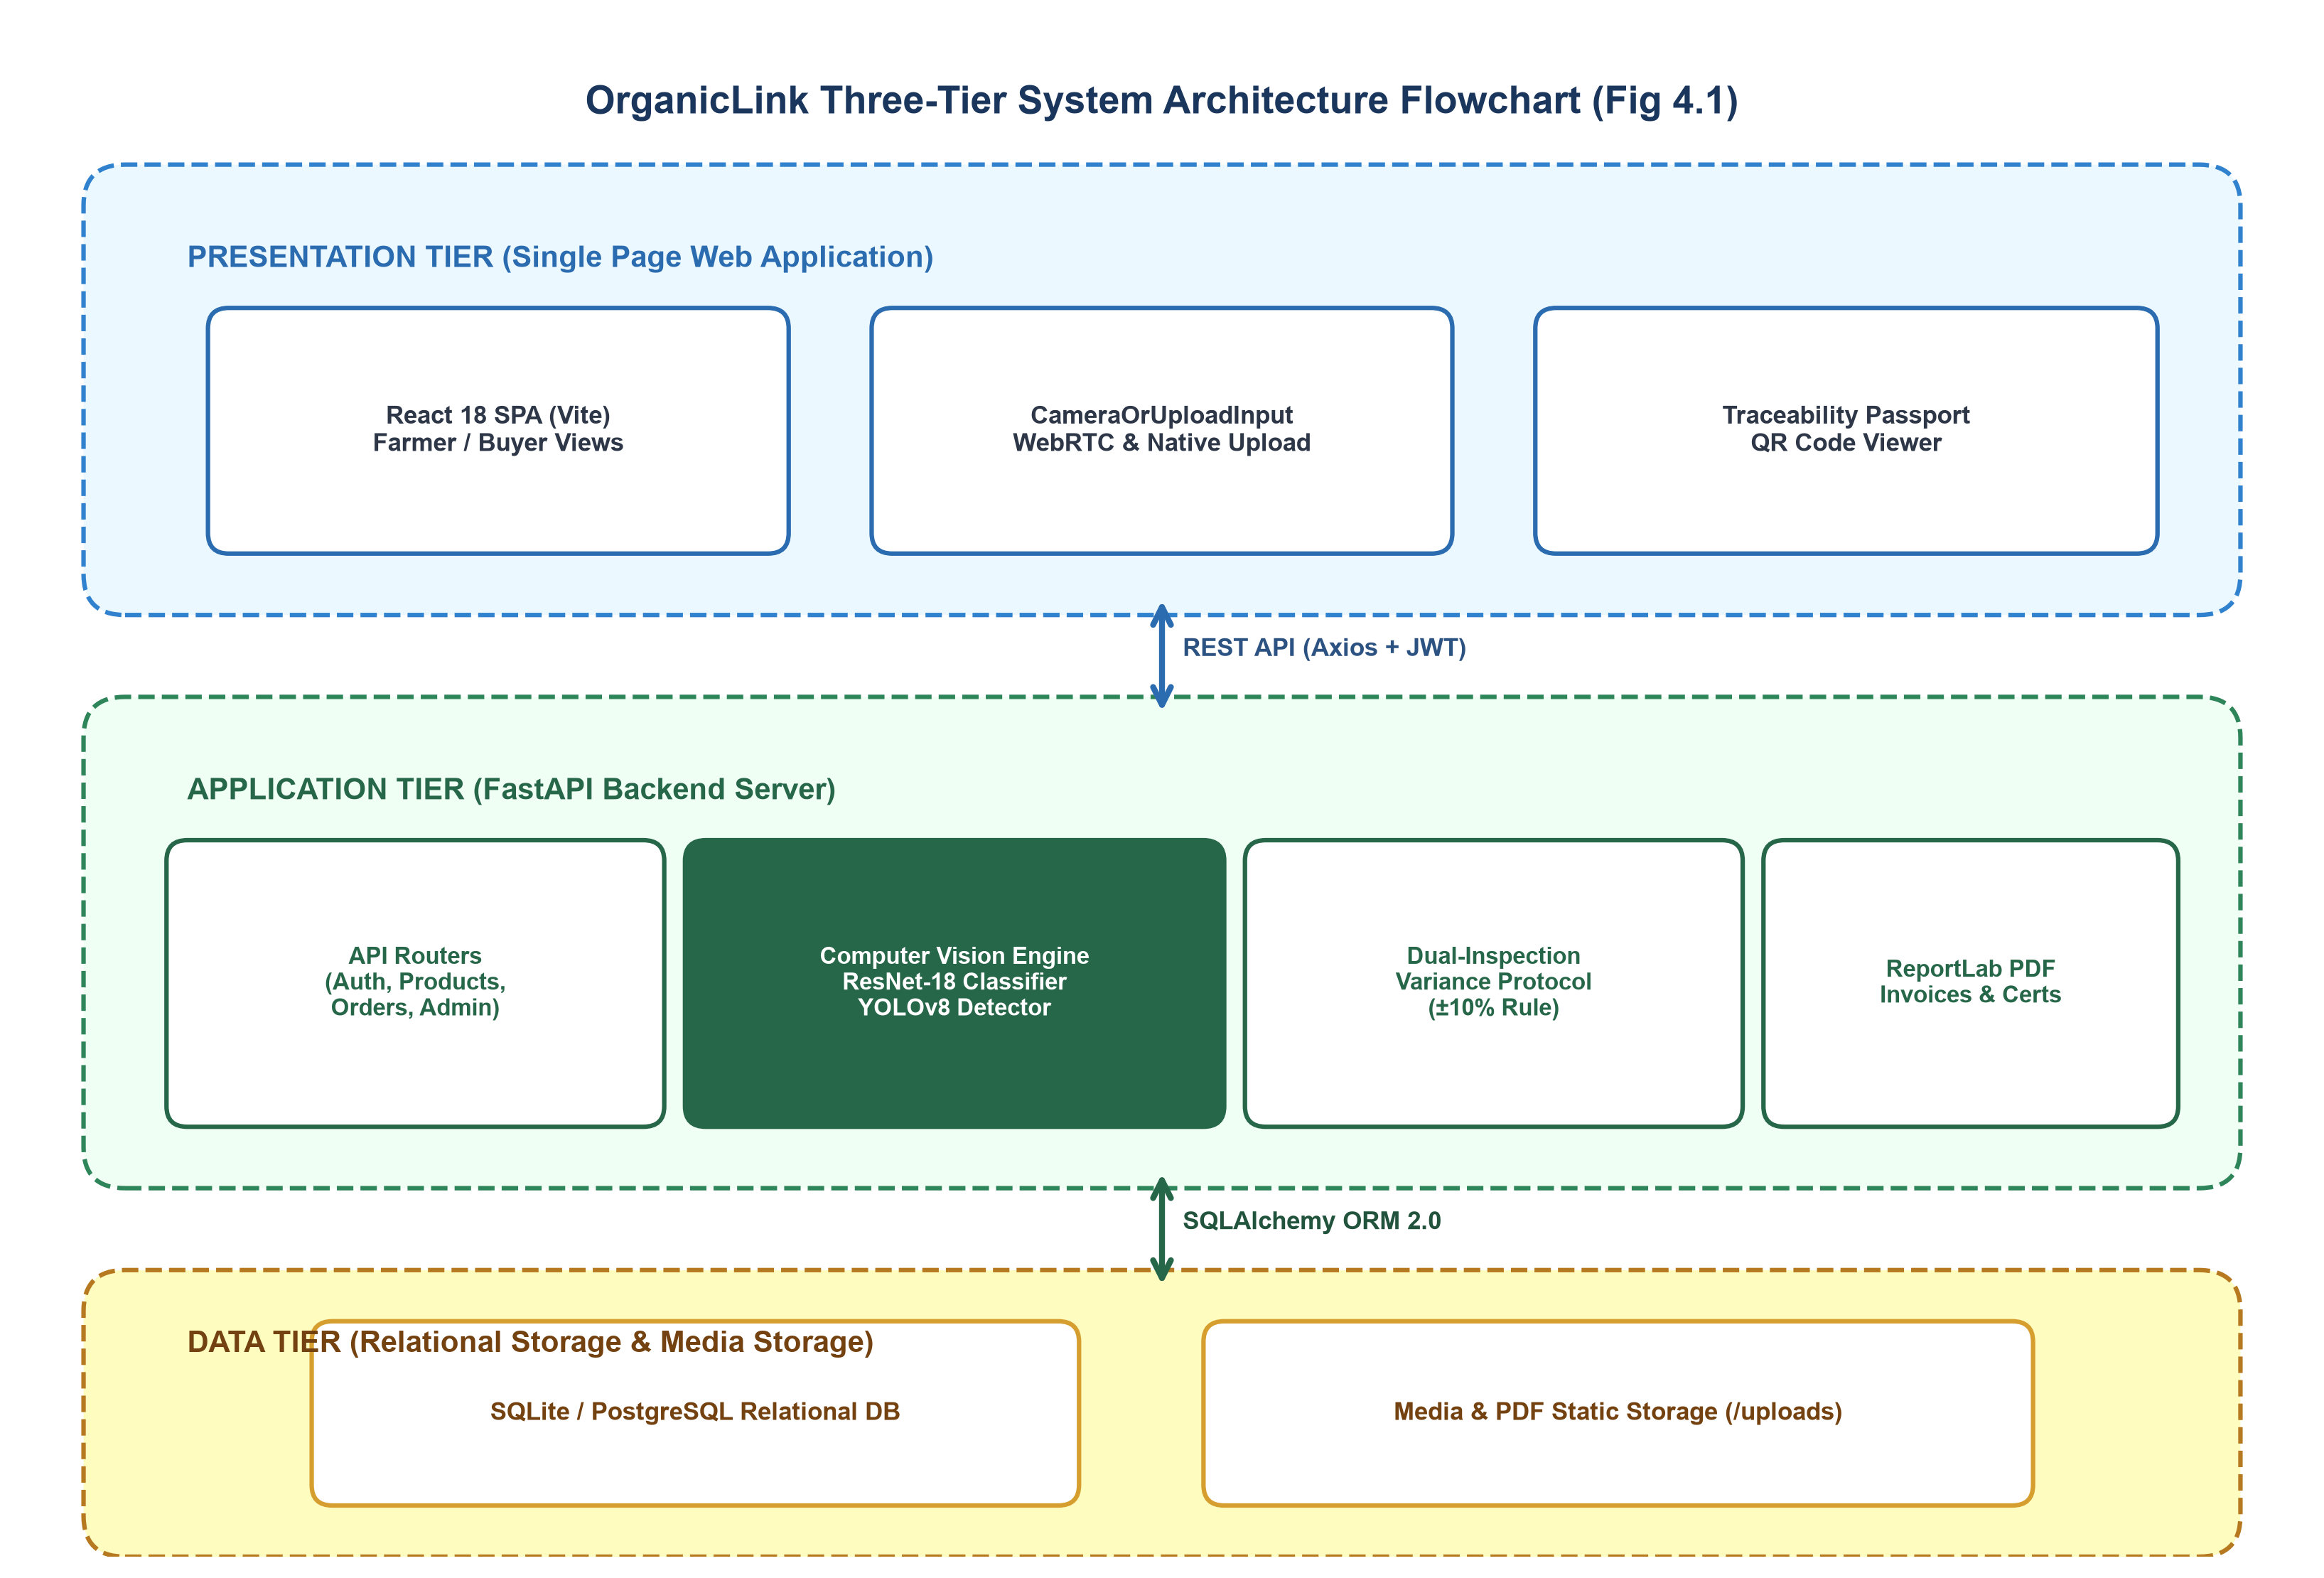 OrganicLink Three-Tier System Architecture Flowchart (Fig 4.1)
PRESENTATION TIER (Single Page Web Application)
React 18 SPA (Vite)
Farmer / Buyer Views
CameraOrUploadInput
WebRTC & Native Upload
Traceability Passport
QR Code Viewer
REST API (Axios + JWT)
APPLICATION TIER (FastAPI Backend Server)
API Routers
(Auth, Products,
Orders, Admin)
Computer Vision Engine
ResNet-18 Classifier
YOLOv8 Detector
Dual-Inspection
Variance Protocol
(±10% Rule)
ReportLab PDF
Invoices & Certs
SQLAlchemy ORM 2.0
DATA TIER (Relational Storage & Media Storage)
SQLite / PostgreSQL Relational DB
Media & PDF Static Storage (/uploads)